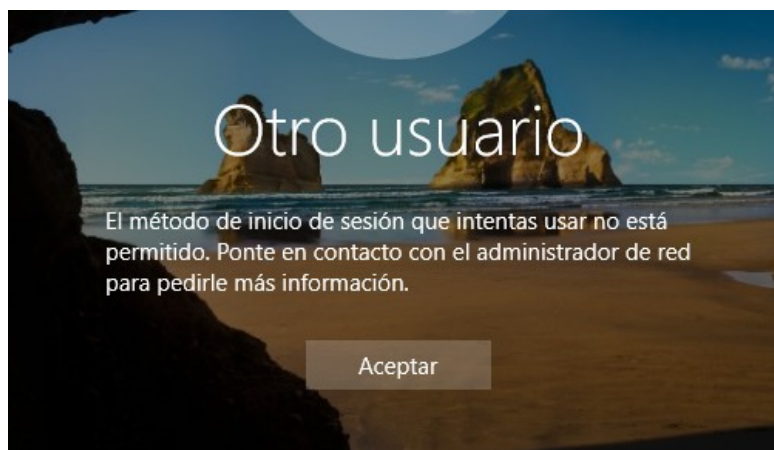 Otro usuario
El método de inicio de sesión que intentas usar no está
permitido. Ponte en contacto con el administrador de red
para pedirle más información.
Aceptar